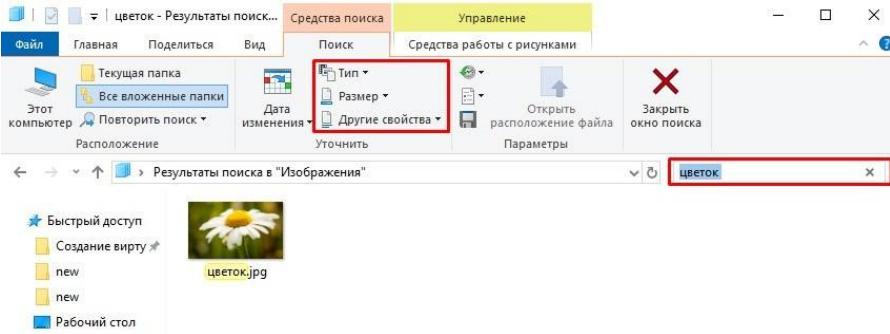 цветок - Результаты поиск...
Средства поиска
Управление
Файл
Главная
Поделиться
Вид
Поиск
Средства работы с рисунками
Этот компьютер
Текущая папка
Все вложенные папки
Повторить поиск
Расположение
Дата изменения
Тип
Размер
Другие свойства
Уточнить
Открыть расположение файла
Параметры
Закрыть окно поиска
Результаты поиска в "Изображения"
цветок
Быстрый доступ
Создание вирту
new
new
Рабочий стол
цветок.jpg